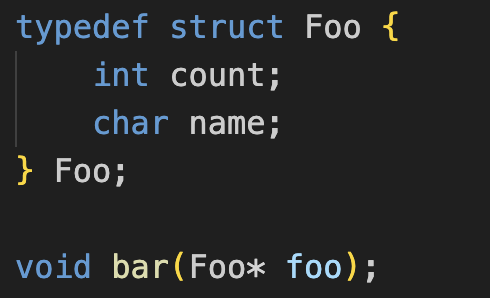 typedef struct Foo {
    int count;
    char name;
} Foo;

void bar(Foo* foo);